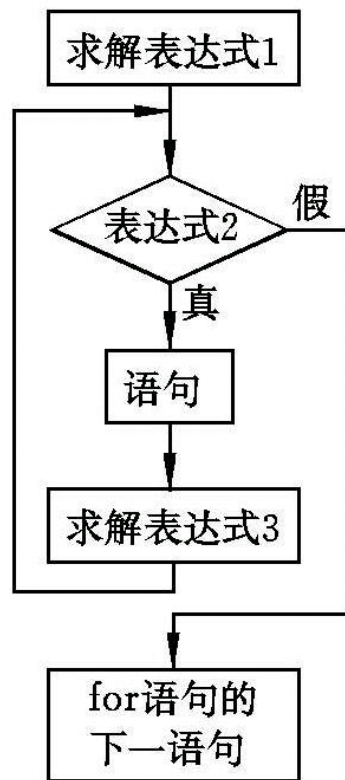 求解表达式1
表达式2
假
真
语句
求解表达式3
for语句的
下一语句